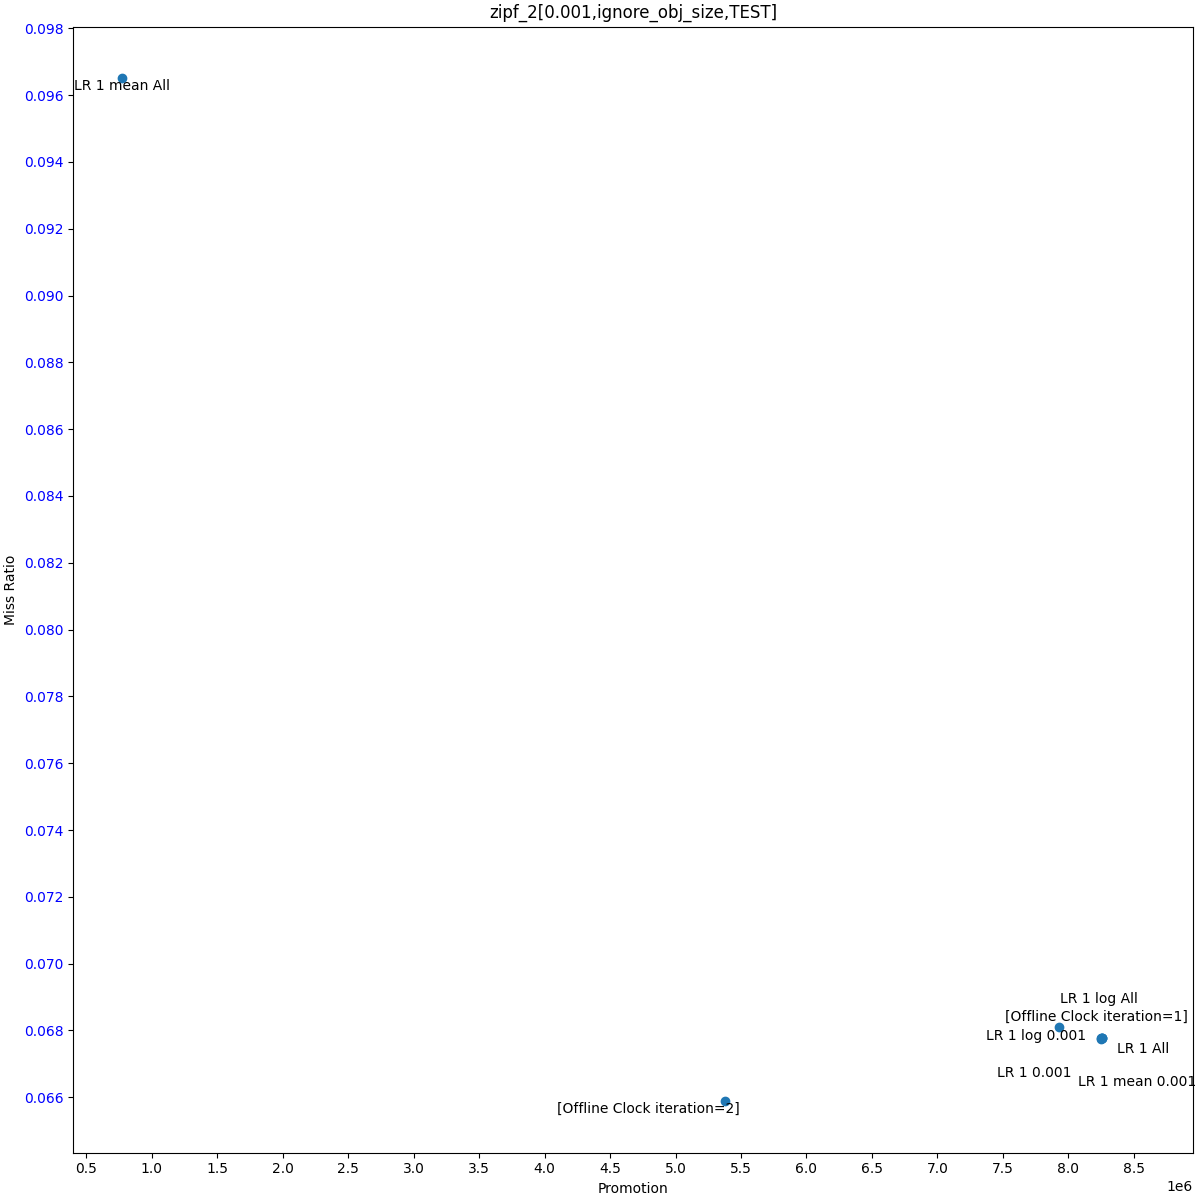 zipf_2[0.001,ignore_obj_size,TEST]
0.098
LR 1 mean All
0.096
0.094
0.092
0.090
0.088
0.086
0.084
0.082
0.080
Miss Ratio
0.078
0.076
0.074
0.072
0.070
LR 1 log All
[Offline Clock iteration=1]
0.068
LR 1 log 0.001
LR 1 All
LR 1 0.001
LR 1 mean 0.001
0.066
[Offline Clock iteration=2]
0.5 1.0 1.5 2.0 2.5 3.0 3.5 4.0 4.5 5.0 5.5 6.0 6.5 7.0 7.5 8.0 8.5
1e6
Promotion